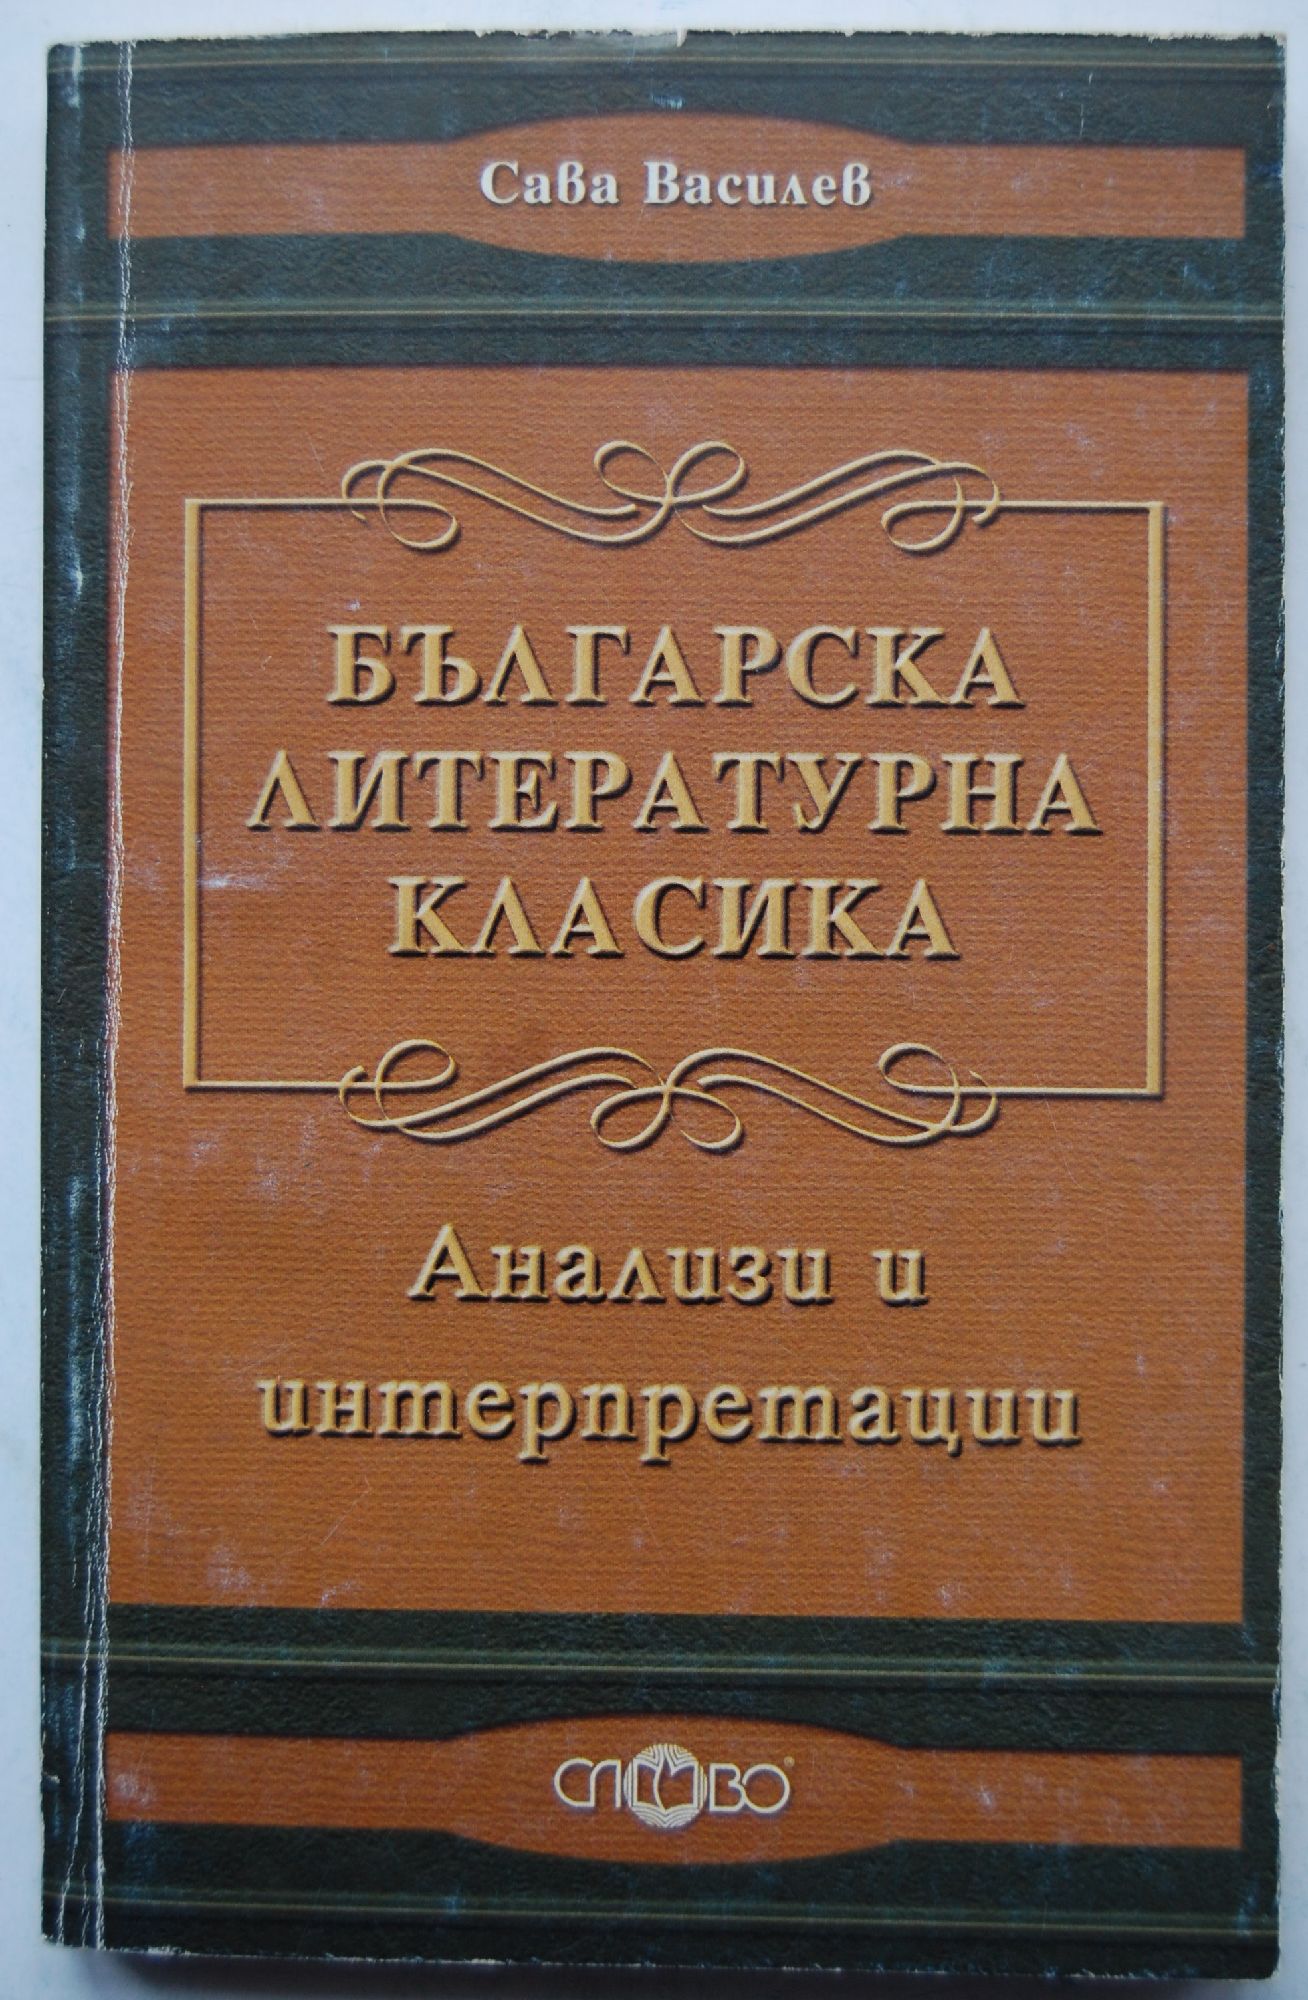 Сава Василев
БЪЛГАРСКА
ЛИТЕРАТУРНА
КЛАСИКА
Анализи и
интерпретации
СЛОВО®